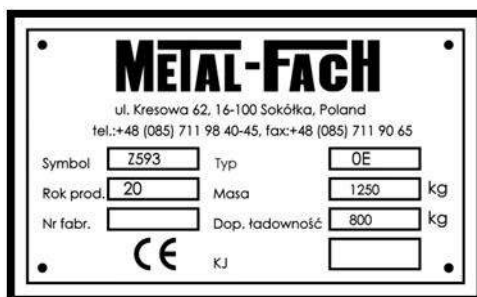 METAL-FACH
ul. Kresowa 62, 16-100 Sokółka, Poland
tel.:+48 (085) 711 98 40-45, fax:+48 (085) 711 90 65
Symbol Z593 Typ 0E
Rok prod. 20 Masa 1250 kg
Nr fabr. Dop. ładowność 800 kg
CE KJ